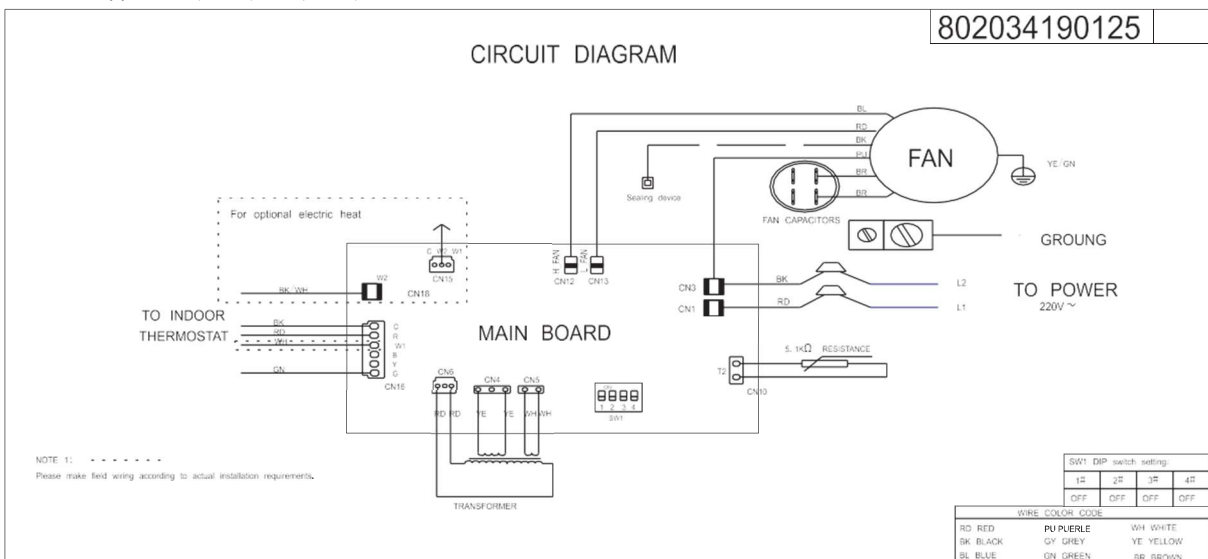 802034190125
CIRCUIT DIAGRAM
BL
RD
BK
PU
BR
BR
FAN
YE/GN
Sealing device
FAN CAPACITORS
For optional electric heat
C W2 W1
CN15
W2
CN18
BK/WH
H FAN
L FAN
CN12
CN13
GROUNG
CN3
BK
L2
CN1
RD
L1
TO POWER
220V ~
TO INDOOR
THERMOSTAT
BK
RD
WH
GN
C
R
W1
B
Y
G
CN16
MAIN BOARD
5.1KΩ RESISTANCE
T2
CN10
CN6
CN4
CN5
RD RD
YE
YE
WH WH
ON
1 2 3 4
SW1
TRANSFORMER
NOTE 1: - - - - - - -
Please make field wiring according to actual installation requirements.
SW1 DIP switch setting:
1# 2# 3# 4#
OFF OFF OFF OFF
WIRE COLOR CODE
RD RED PU PUERLE WH WHITE
BK BLACK GY GREY YE YELLOW
BL BLUE GN GREEN BR BROWN